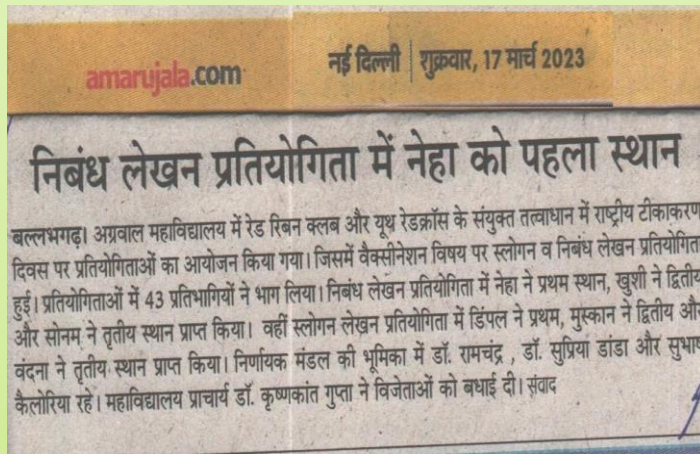 amarujala.com
नई दिल्ली | शुक्रवार, 17 मार्च 2023
निबंध लेखन प्रतियोगिता में नेहा को पहला स्थान
बल्लभगढ़। अग्रवाल महाविद्यालय में रेड रिबन क्लब और यूथ रेडक्रॉस के संयुक्त तत्वाधान में राष्ट्रीय टीकाकरण
दिवस पर प्रतियोगिताओं का आयोजन किया गया। जिसमें वैक्सीनेशन विषय पर स्लोगन व निबंध लेखन प्रतियोगिता
हुई। प्रतियोगिताओं में 43 प्रतिभागियों ने भाग लिया। निबंध लेखन प्रतियोगिता में नेहा ने प्रथम स्थान, खुशी ने द्वितीय
और सोनम ने तृतीय स्थान प्राप्त किया। वहीं स्लोगन लेखन प्रतियोगिता में डिंपल ने प्रथम, मुस्कान ने द्वितीय और
वंदना ने तृतीय स्थान प्राप्त किया। निर्णायक मंडल की भूमिका में डॉ. रामचंद्र , डॉ. सुप्रिया डांडा और सुभाष
कैलोरिया रहे। महाविद्यालय प्राचार्य डॉ. कृष्णकांत गुप्ता ने विजेताओं को बधाई दी। संवाद